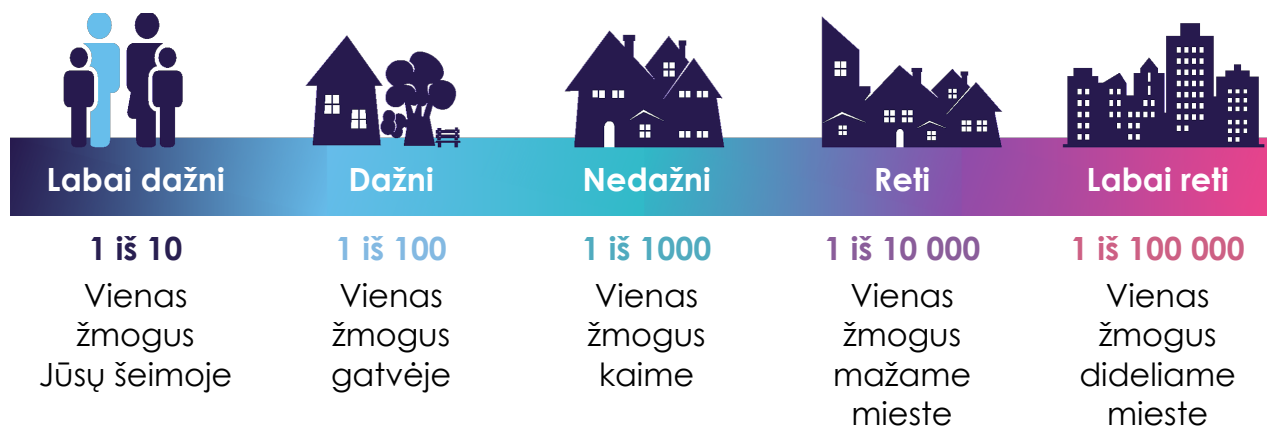 Labai dažni
Dažni
Nedažni
Reti
Labai reti
1 iš 10
1 iš 100
1 iš 1000
1 iš 10 000
1 iš 100 000
Vienas
žmogus
Jūsų šeimoje
Vienas
žmogus
gatvėje
Vienas
žmogus
kaime
Vienas
žmogus
mažame
mieste
Vienas
žmogus
dideliame
mieste